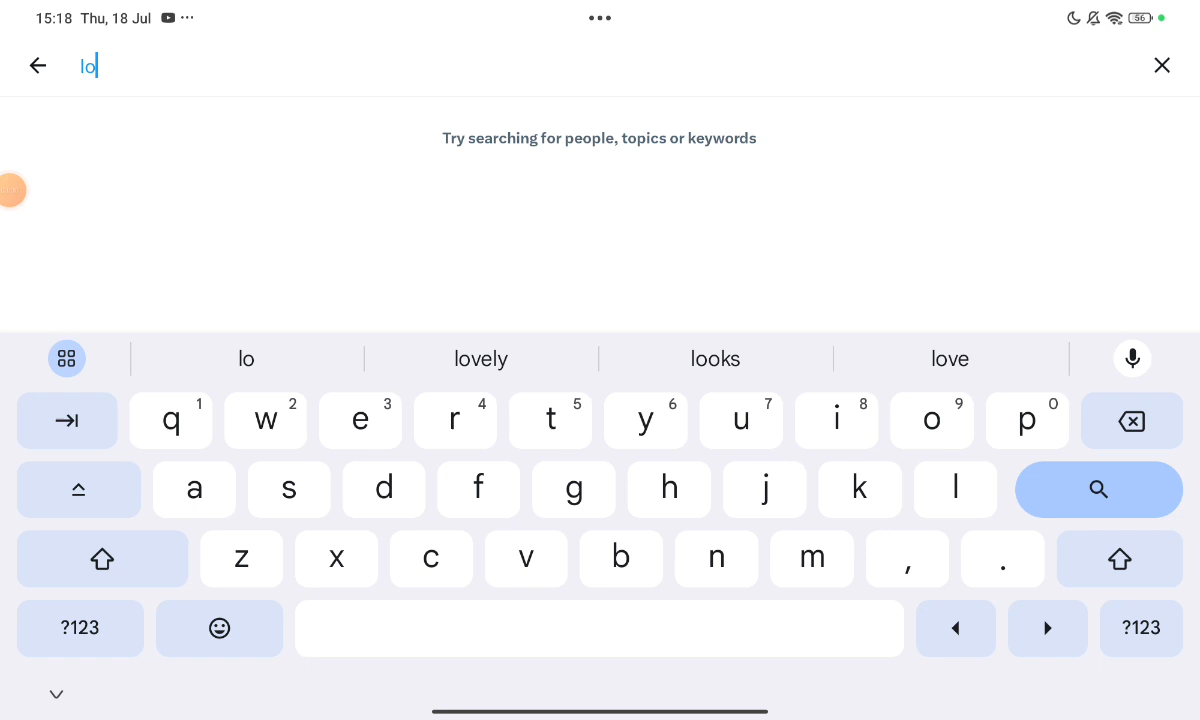 15:18 Thu, 18 Jul
56
lo
Try searching for people, topics or keywords
lo lovely looks love
q 1 w 2 e 3 r 4 t 5 y 6 u 7 i 8 o 9 p 0
a s d f g h j k l
z x c v b n m , .
?123 ?123